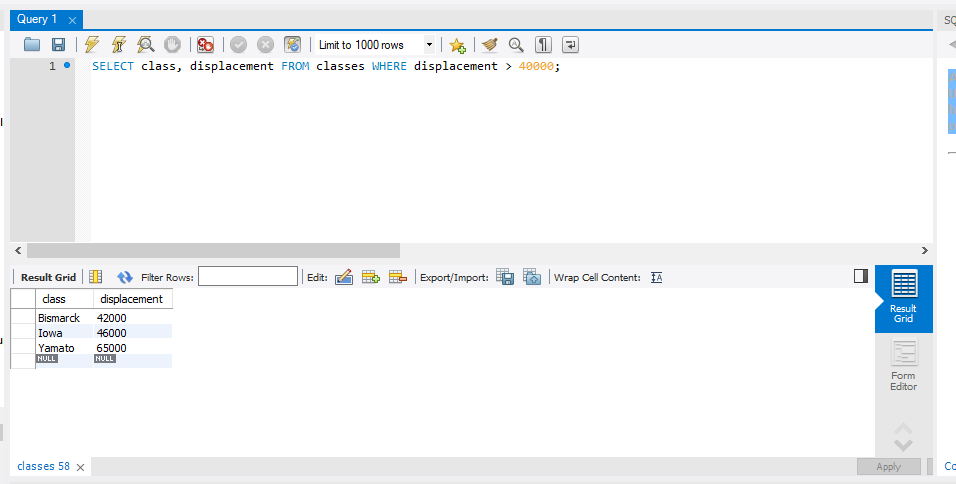 Query 1
SQ
Limit to 1000 rows
1 SELECT class, displacement FROM classes WHERE displacement > 40000;
Result Grid Filter Rows: Edit: Export/Import: Wrap Cell Content:
class displacement
Bismarck 42000
Iowa 46000
Yamato 65000
NULL NULL
Result
Grid
Form
Editor
classes 58
Apply
Co